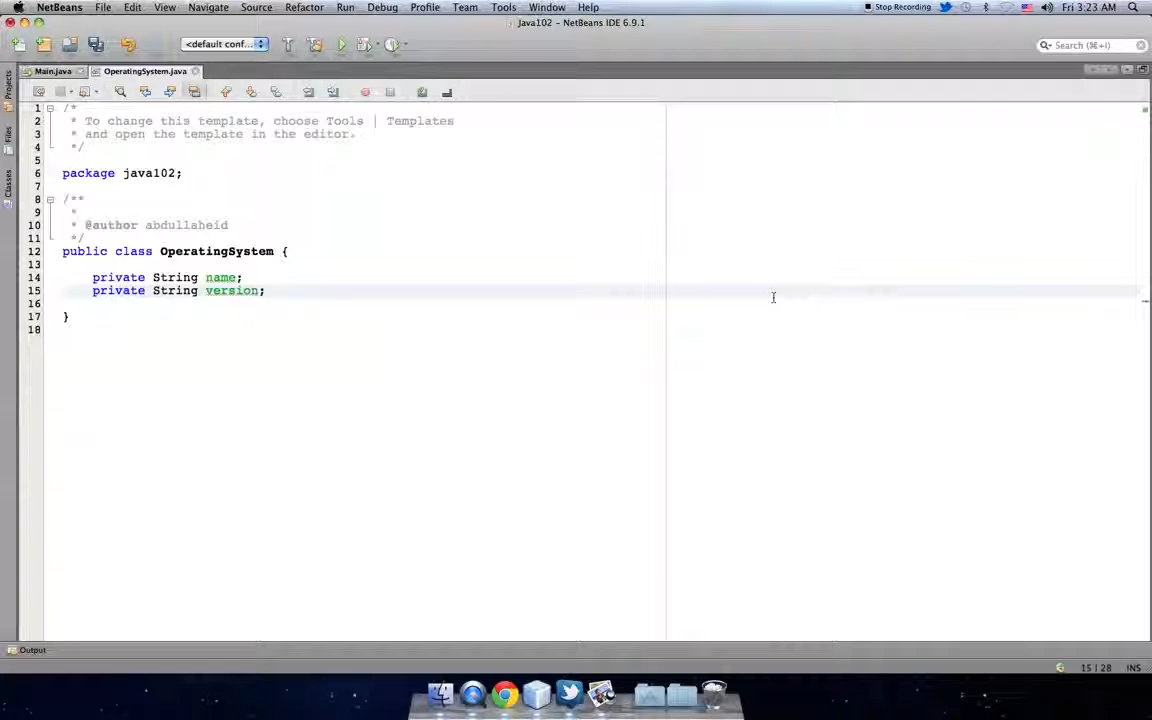 NetBeans File Edit View Navigate Source Refactor Run Debug Profile Team Tools Window Help Stop Recording Fri 3:23 AM
Java102 – NetBeans IDE 6.9.1
<default conf... Search (⌘+I)
Main.java OperatingSystem.java
Projects
Files
Classes
1 /*
2 * To change this template, choose Tools | Templates
3 * and open the template in the editor.
4 */
5
6 package java102;
7
8 /**
9 *
10 * @author abdullaheid
11 */
12 public class OperatingSystem {
13
14 private String name;
15 private String version;
16
17 }
18
Output
15 | 28 INS